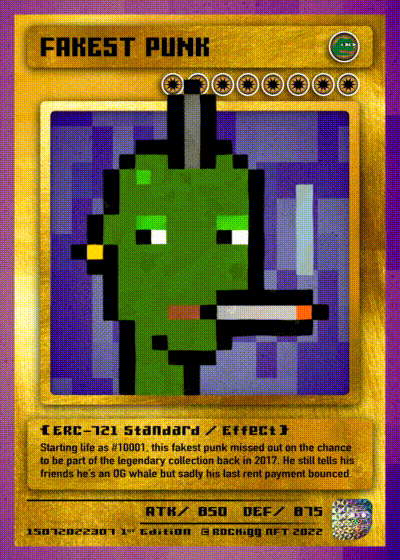 FAKEST PUNK
[ERC-721 Standard / Effect]
Starting life as #10001, this fakest punk missed out on the chance
to be part of the legendary collection back in 2017. He still tells his
friends he's an OG whale but sadly his last rent payment bounced.
ATK/ 850 DEF/ 875
15072022307 1st Edition @ ROCHigg NFT 2022